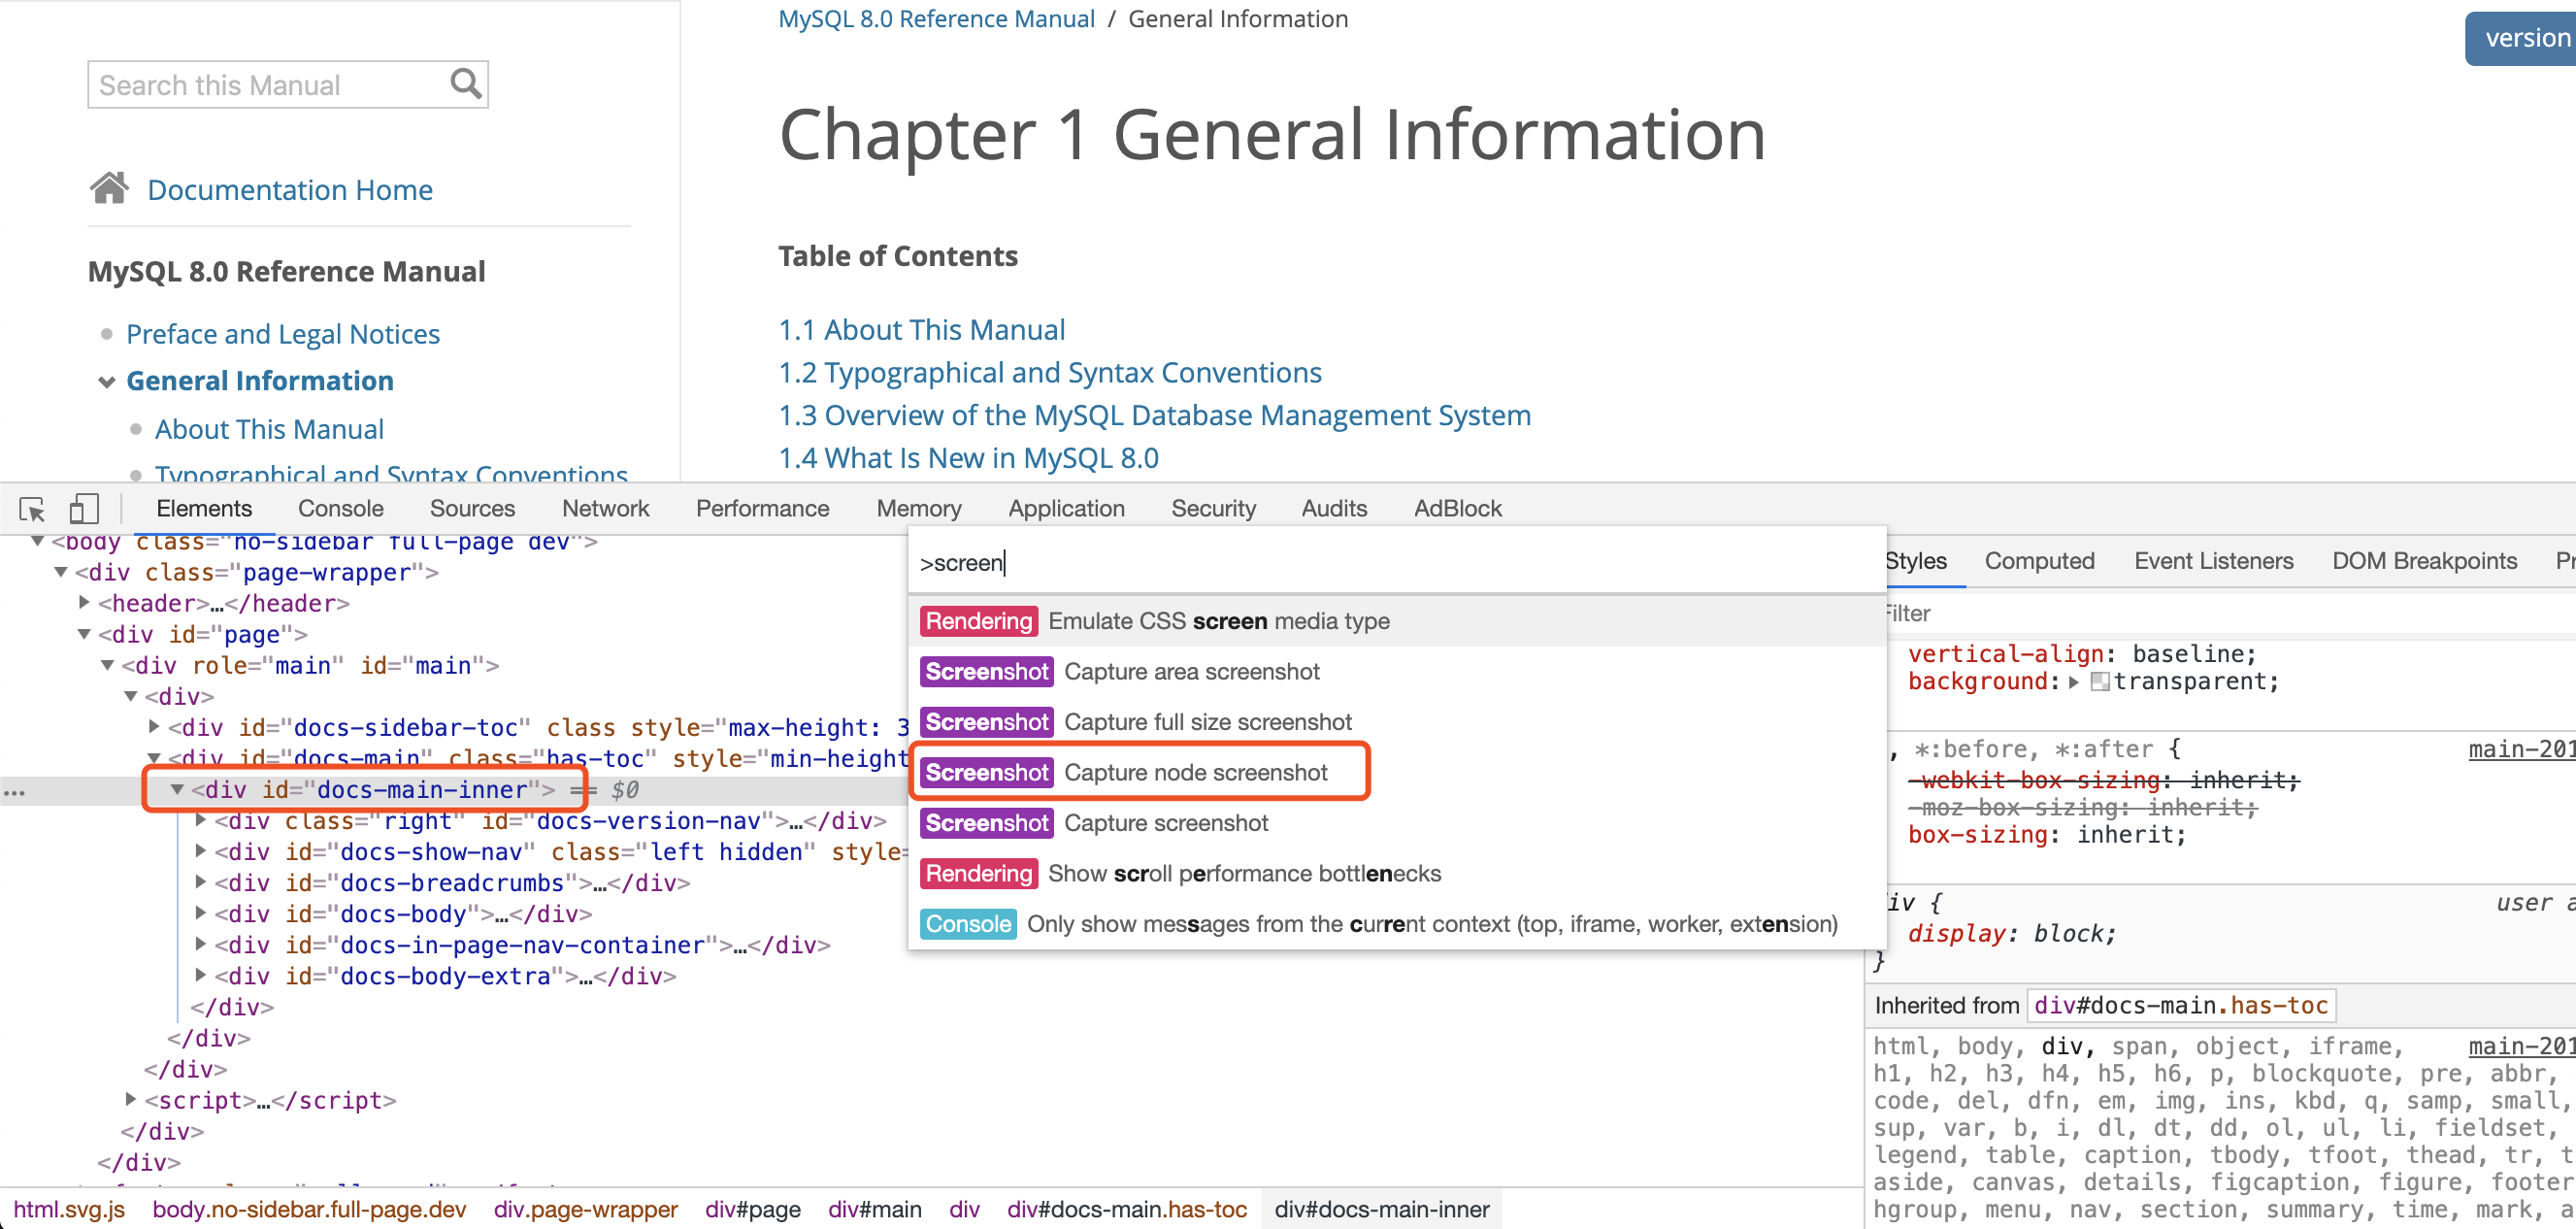 MySQL 8.0 Reference Manual / General Information
version
Search this Manual
Chapter 1 General Information
Documentation Home
Table of Contents
MySQL 8.0 Reference Manual
1.1 About This Manual
Preface and Legal Notices
1.2 Typographical and Syntax Conventions
General Information
1.3 Overview of the MySQL Database Management System
About This Manual
1.4 What Is New in MySQL 8.0
Typographical and Syntax Conventions
Elements Console Sources Network Performance Memory Application Security Audits AdBlock
<body class="no-sidebar full-page dev">
<div class="page-wrapper">
<header>…</header>
<div id="page">
<div role="main" id="main">
<div>
<div id="docs-sidebar-toc" class style="max-height: 3
<div id="docs-main" class="has-toc" style="min-height
... <div id="docs-main-inner"> == $0
<div class="right" id="docs-version-nav">…</div>
<div id="docs-show-nav" class="left hidden" style=
<div id="docs-breadcrumbs">…</div>
<div id="docs-body">…</div>
<div id="docs-in-page-nav-container">…</div>
<div id="docs-body-extra">…</div>
</div>
</div>
</div>
<script>…</script>
</div>
</div>
>screen
Rendering Emulate CSS screen media type
Screenshot Capture area screenshot
Screenshot Capture full size screenshot
Screenshot Capture node screenshot
Screenshot Capture screenshot
Rendering Show scroll performance bottlenecks
Console Only show messages from the current context (top, iframe, worker, extension)
Styles Computed Event Listeners DOM Breakpoints Pr
Filter
vertical-align: baseline;
background: transparent;
, *:before, *:after { main-201
-webkit-box-sizing: inherit;
-moz-box-sizing: inherit;
box-sizing: inherit;
div { user a
display: block;
}
Inherited from div#docs-main.has-toc
html, body, div, span, object, iframe, main-201
h1, h2, h3, h4, h5, h6, p, blockquote, pre, abbr,
code, del, dfn, em, img, ins, kbd, q, samp, small,
sup, var, b, i, dl, dt, dd, ol, ul, li, fieldset,
legend, table, caption, tbody, tfoot, thead, tr, t
aside, canvas, details, figcaption, figure, footer
hgroup, menu, nav, section, summary, time, mark, a
html.svg.js body.no-sidebar.full-page.dev div.page-wrapper div#page div#main div div#docs-main.has-toc div#docs-main-inner